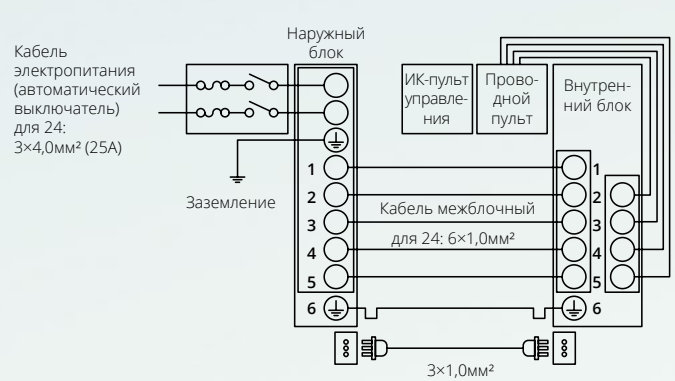 Кабель
электропитания
(автоматический
выключатель)
для 24:
3×4,0мм² (25А)
Наружный
блок
Заземление
ИК-пульт
управле-
ния
Прово-
дной
пульт
Внутрен-
ний блок
1
2
3
4
5
6
Кабель межблочный
для 24: 6×1,0мм²
1
2
3
4
5
6
3×1,0мм²